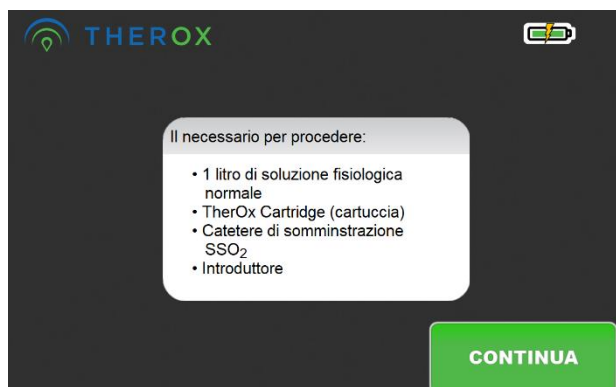 THEROX
Il necessario per procedere:
• 1 litro di soluzione fisiologica
normale
• TherOx Cartridge (cartuccia)
• Catetere di somminstrazione
SSO₂
• Introduttore
CONTINUA